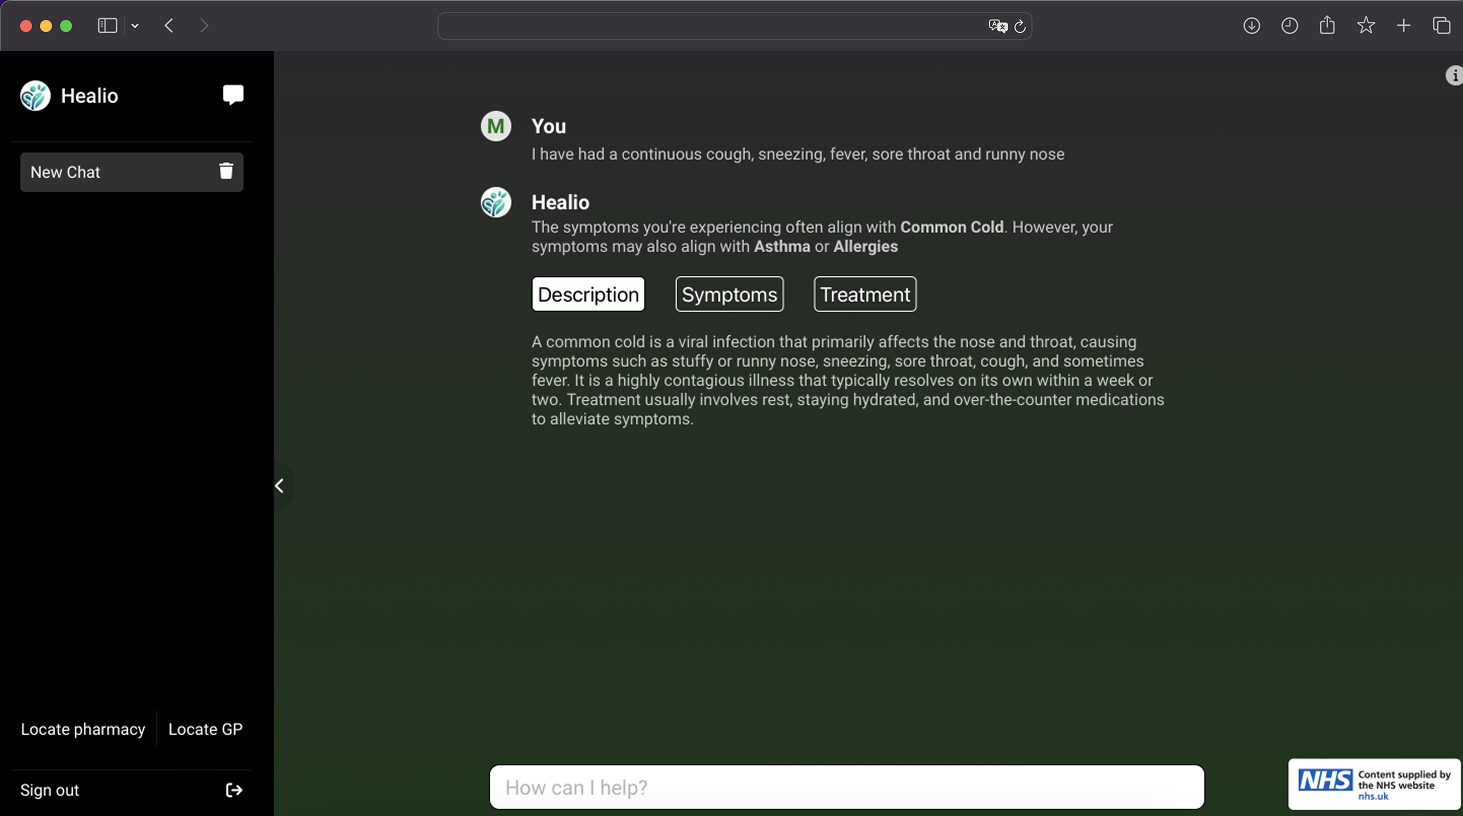 Healio
New Chat
M
You
I have had a continuous cough, sneezing, fever, sore throat and runny nose
Healio
The symptoms you're experiencing often align with Common Cold. However, your
symptoms may also align with Asthma or Allergies
Description Symptoms Treatment
A common cold is a viral infection that primarily affects the nose and throat, causing
symptoms such as stuffy or runny nose, sneezing, sore throat, cough, and sometimes
fever. It is a highly contagious illness that typically resolves on its own within a week or
two. Treatment usually involves rest, staying hydrated, and over-the-counter medications
to alleviate symptoms.
Locate pharmacy Locate GP
Sign out
How can I help?
NHS
Content supplied by
the NHS website
nhs.uk